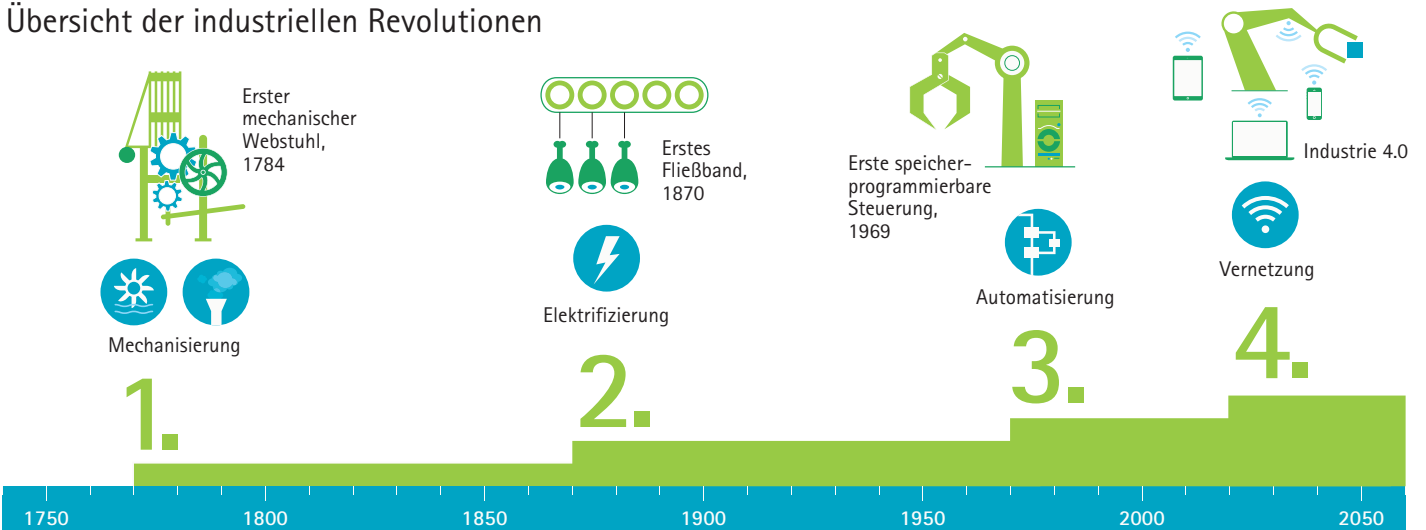 Übersicht der industriellen Revolutionen
Erster
mechanischer
Webstuhl,
1784
Mechanisierung
1.
Erstes
Fließband,
1870
Elektrifizierung
2.
Erste speicher-
programmierbare
Steuerung,
1969
Automatisierung
3.
Industrie 4.0
Vernetzung
4.
1750 1800 1850 1900 1950 2000 2050